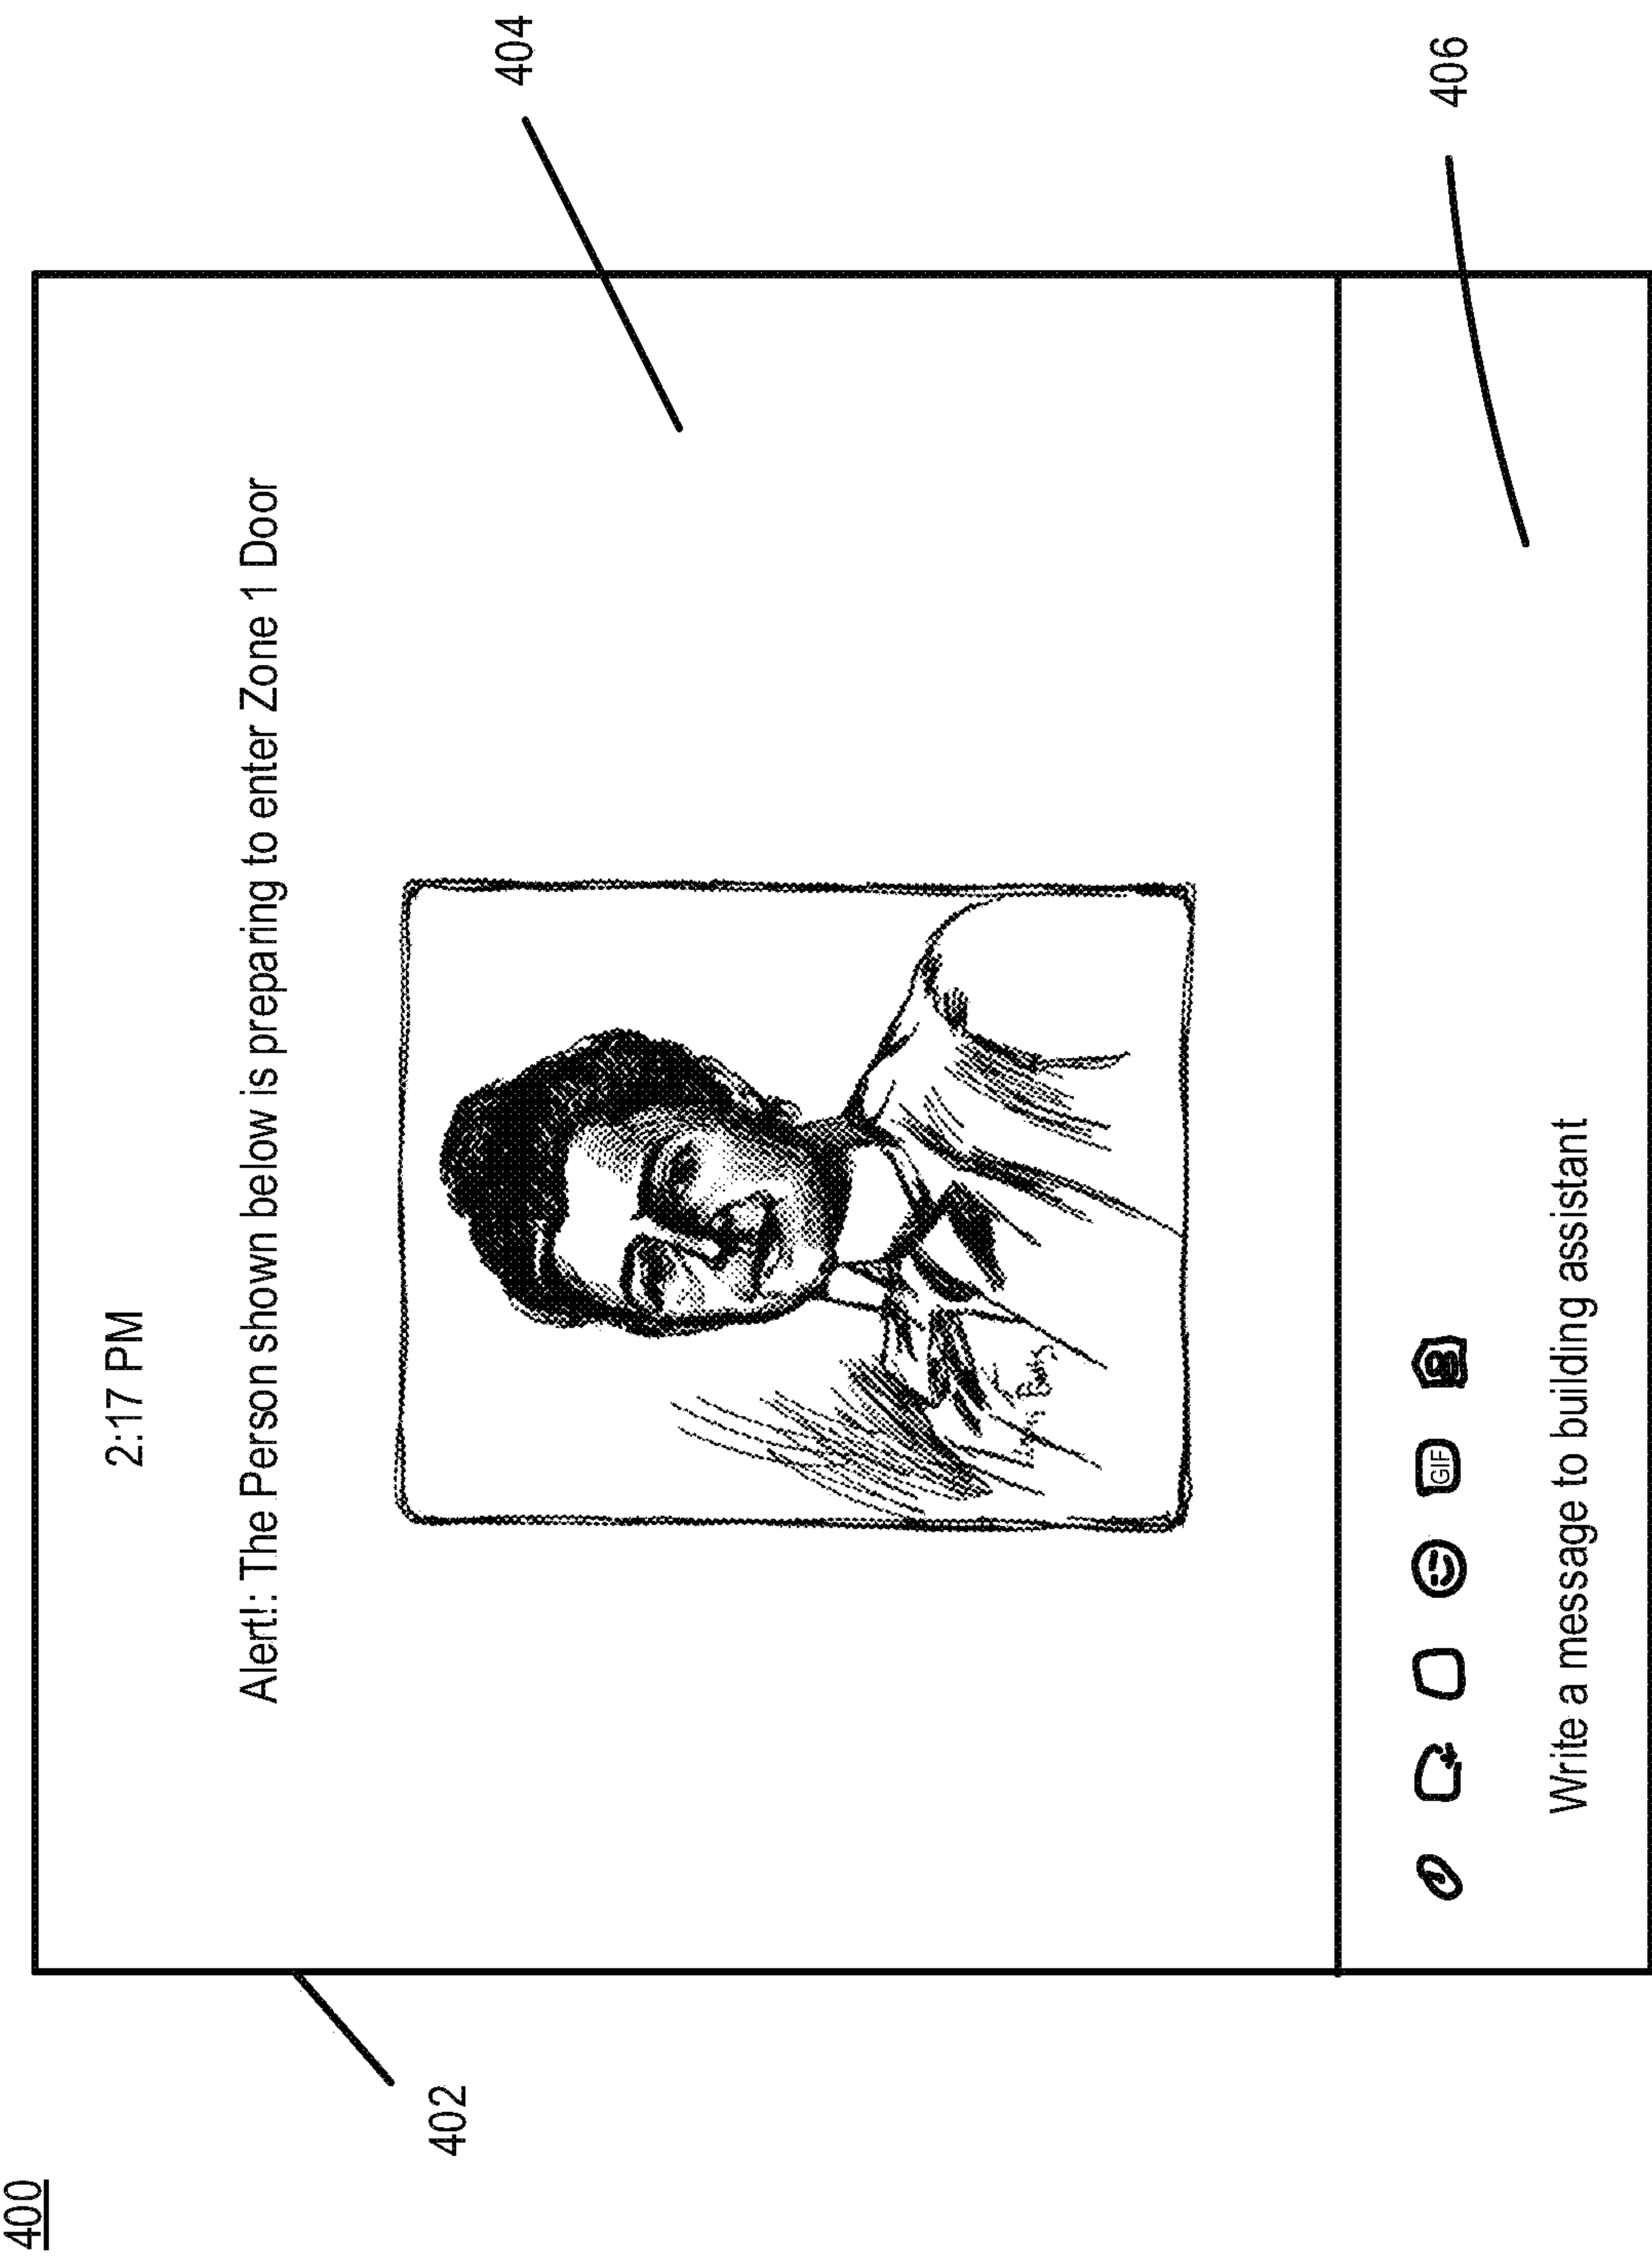 400
402
2:17 PM
Alert!: The Person shown below is preparing to enter Zone 1 Door
404
GIF
406
Write a message to building assistant